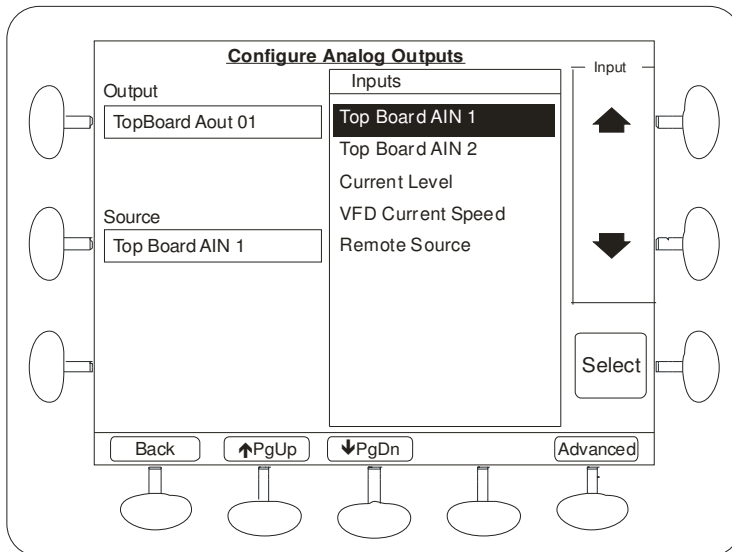 Configure Analog Outputs
Output
TopBoard Aout 01
Source
Top Board AIN 1
Inputs
Top Board AIN 1
Top Board AIN 2
Current Level
VFD Current Speed
Remote Source
Input
Select
Back
↑PgUp
↓PgDn
Advanced